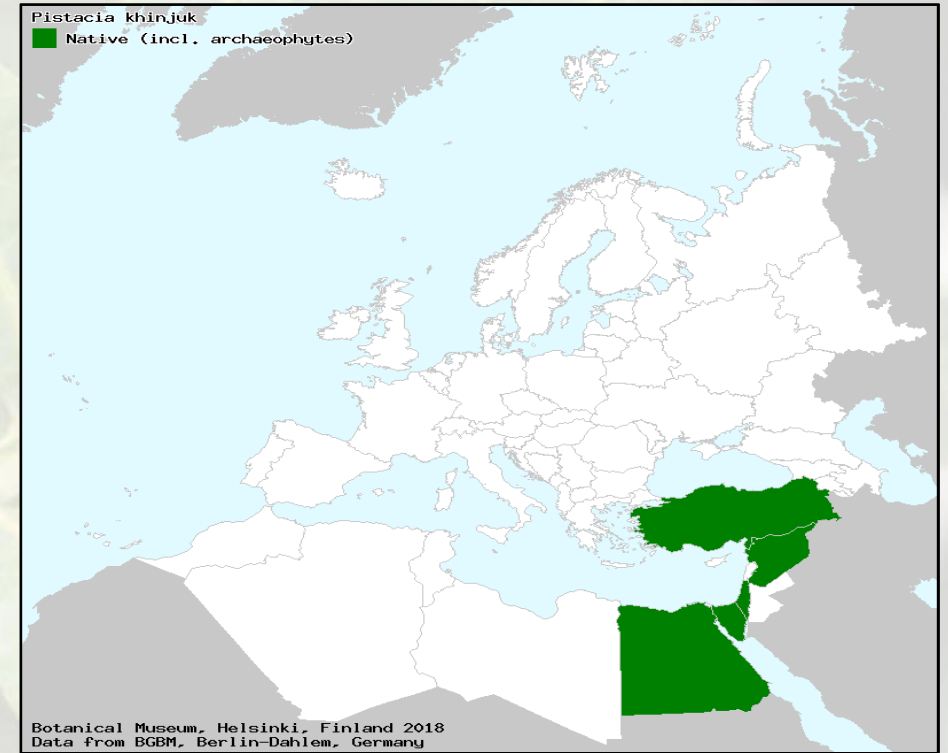 Pistacia khinjuk
Native (incl. archaeophytes)
Botanical Museum, Helsinki, Finland 2018
Data from BGBM, Berlin-Dahlem, Germany